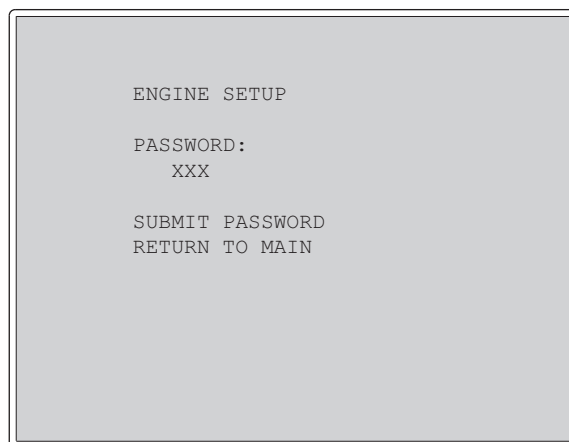 ENGINE SETUP
PASSWORD:
XXX
SUBMIT PASSWORD
RETURN TO MAIN